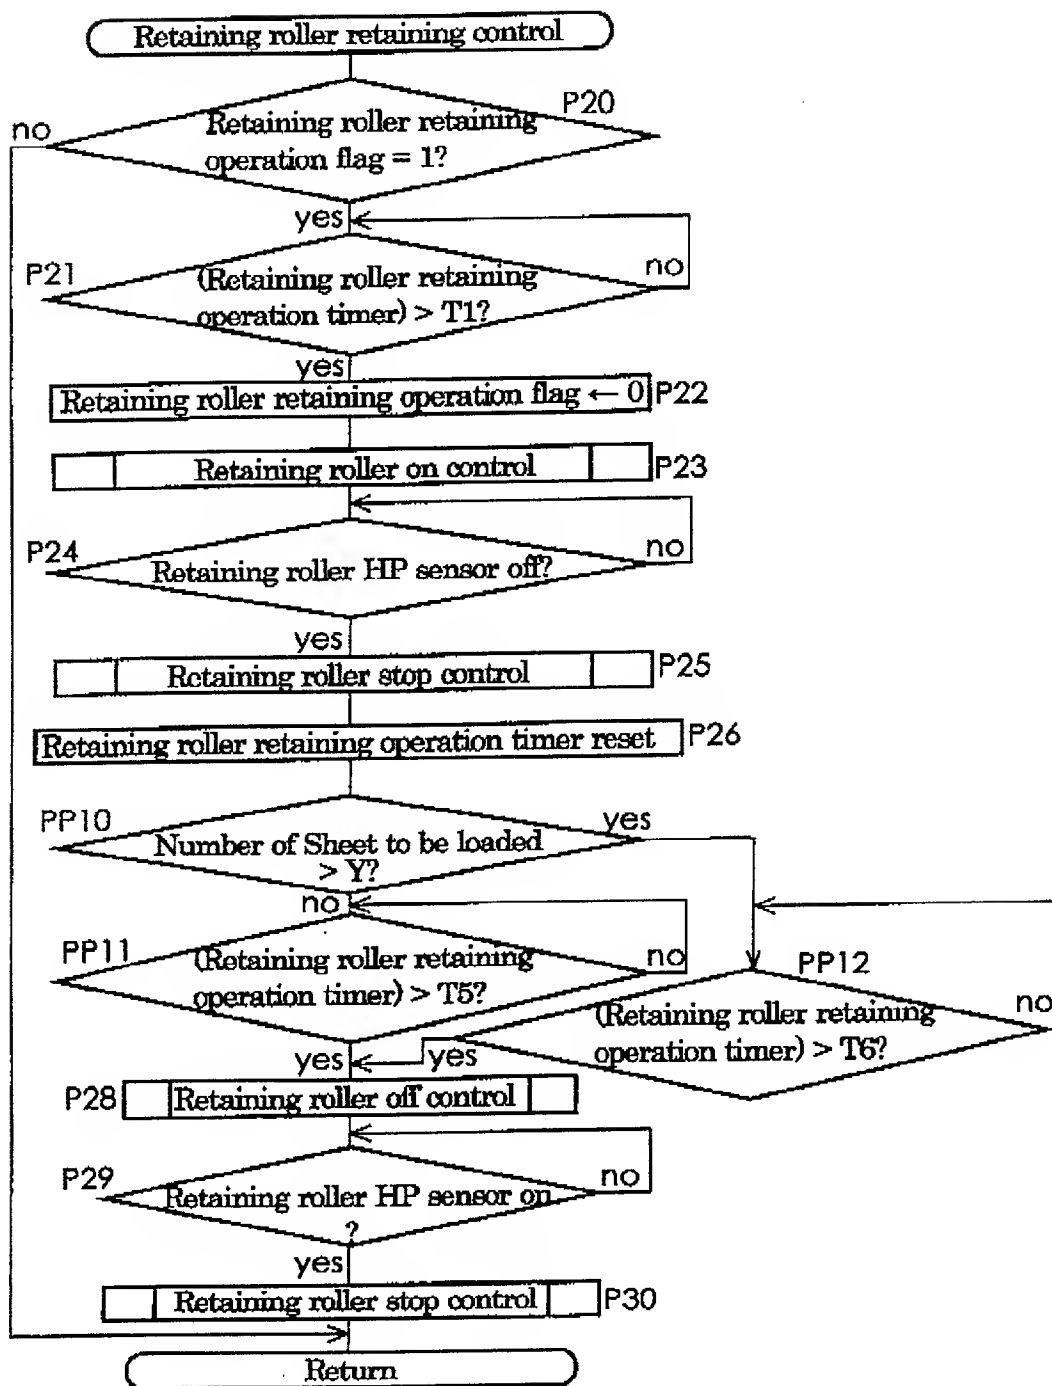 Retaining roller retaining control
P20
no
Retaining roller retaining
operation flag = 1?
yes
P21
no
(Retaining roller retaining
operation timer) > T1?
yes
Retaining roller retaining operation flag ← 0
P22
Retaining roller on control
P23
P24
no
Retaining roller HP sensor off?
yes
Retaining roller stop control
P25
Retaining roller retaining operation timer reset
P26
PP10
yes
Number of Sheet to be loaded
> Y?
no
PP11
no
(Retaining roller retaining
operation timer) > T5?
PP12
no
(Retaining roller retaining
operation timer) > T6?
yes
yes
P28
Retaining roller off control
P29
no
Retaining roller HP sensor on
?
yes
Retaining roller stop control
P30
Return